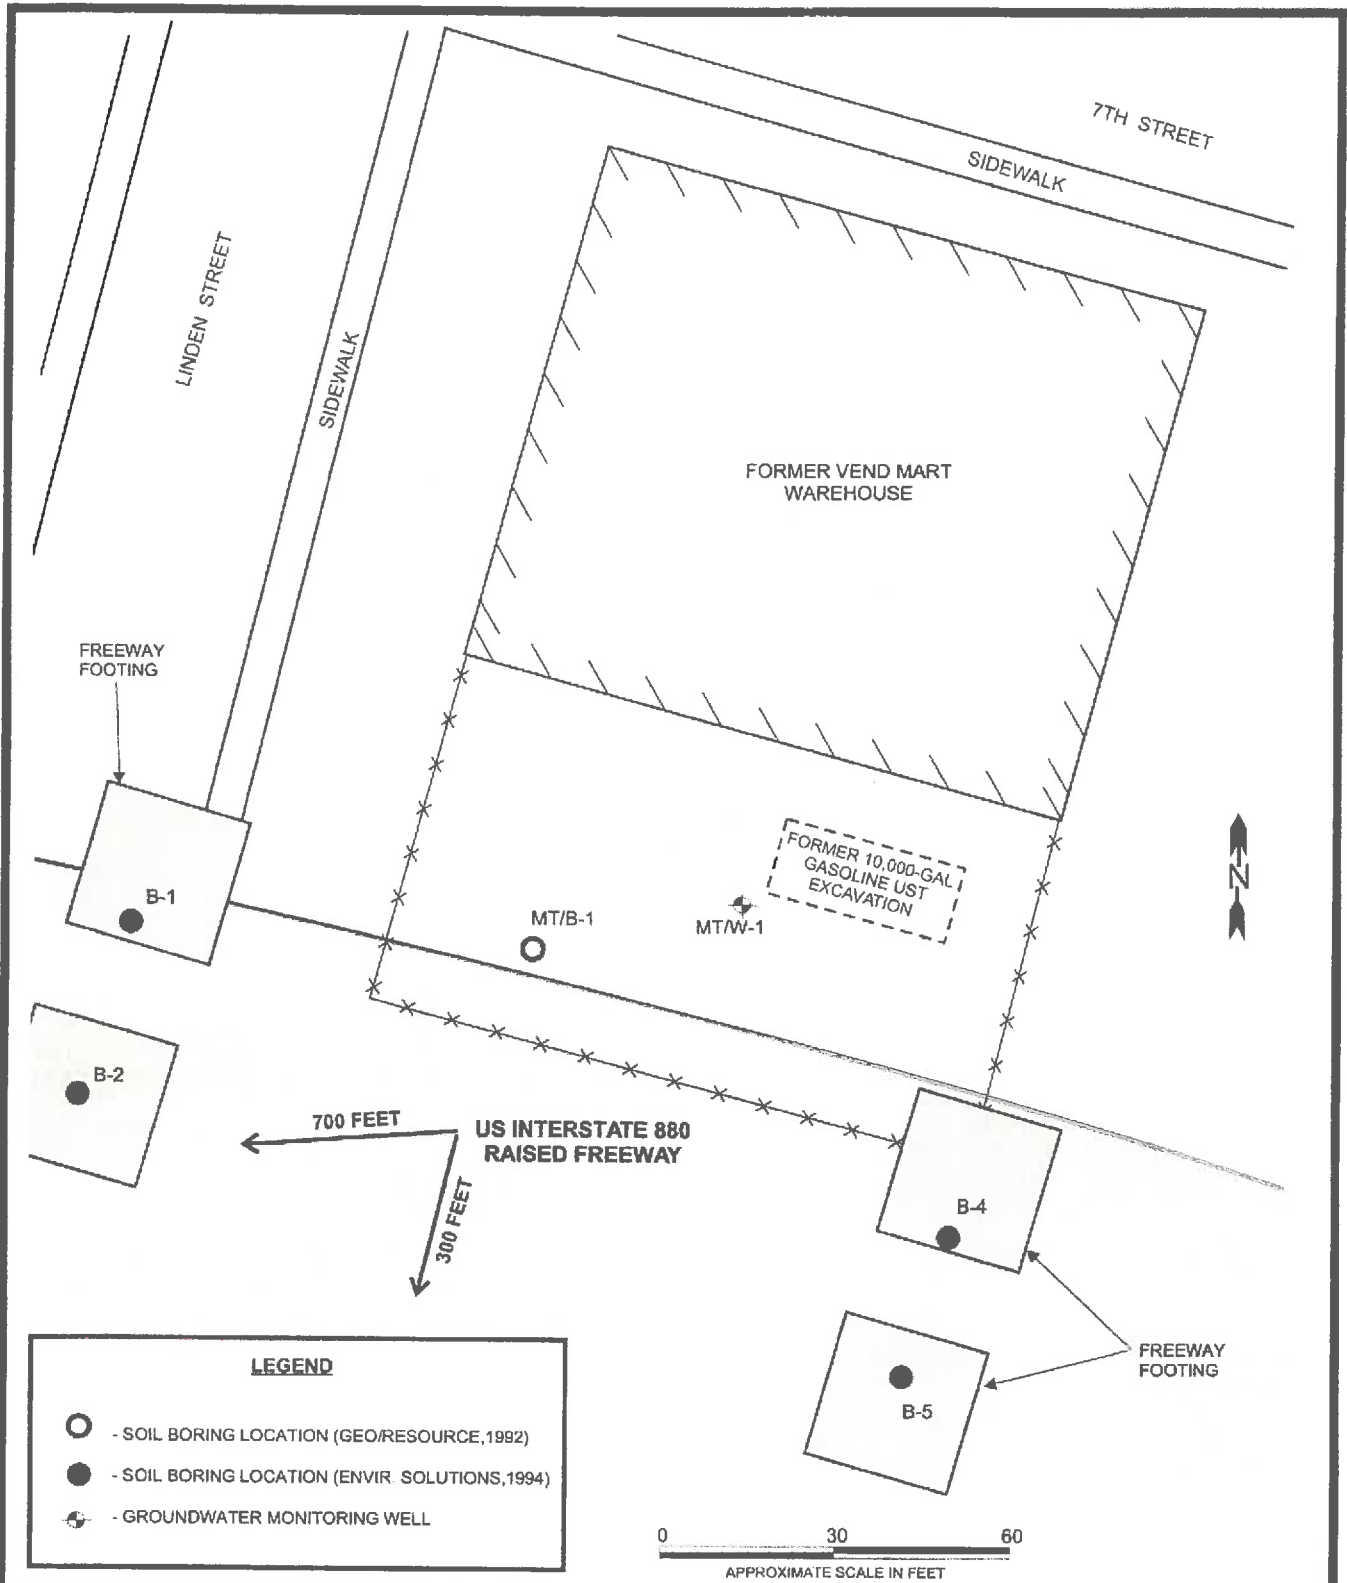 7TH STREET
SIDEWALK
LINDEN STREET
SIDEWALK
FORMER VEND MART
WAREHOUSE
FREEWAY
FOOTING
FORMER 10,000-GAL
GASOLINE UST
EXCAVATION
B-1
MT/B-1
MT/W-1
N
B-2
700 FEET
US INTERSTATE 880
RAISED FREEWAY
300 FEET
B-4
FREEWAY
FOOTING
B-5
LEGEND
- SOIL BORING LOCATION (GEO/RESOURCE,1992)
- SOIL BORING LOCATION (ENVIR. SOLUTIONS,1994)
- GROUNDWATER MONITORING WELL
0 30 60
APPROXIMATE SCALE IN FEET